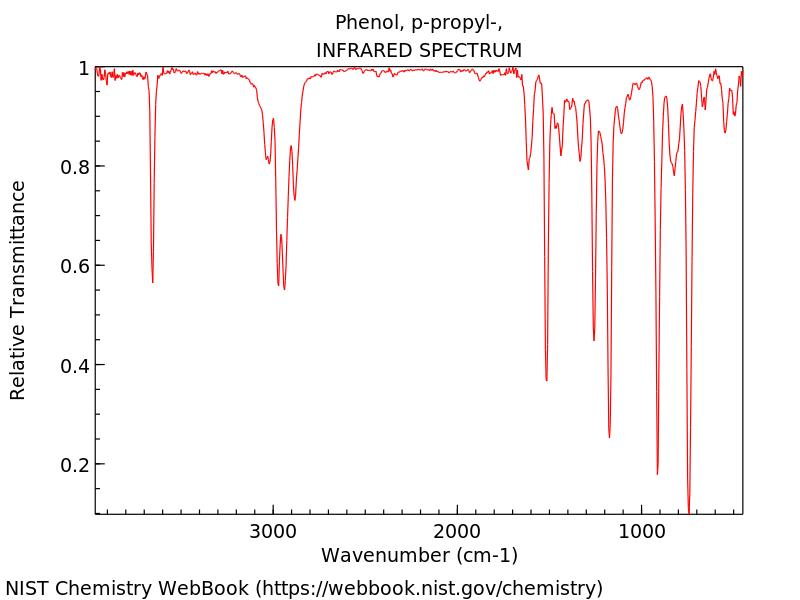 Phenol, p-propyl-,
INFRARED SPECTRUM
1
0.8
0.6
0.4
0.2
Relative Transmittance
3000 2000 1000
Wavenumber (cm-1)
NIST Chemistry WebBook (https://webbook.nist.gov/chemistry)